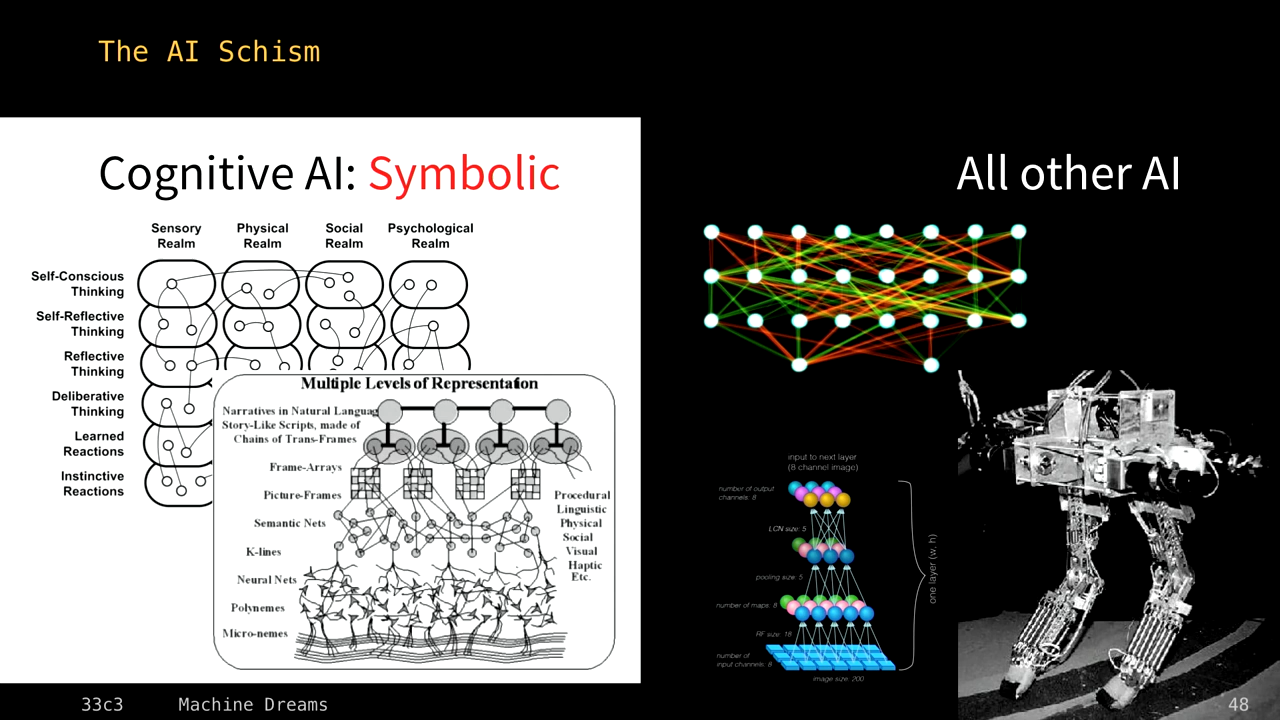 The AI Schism
Cognitive AI: Symbolic
Sensory
Realm
Physical
Realm
Social
Realm
Psychological
Realm
Self-Conscious
Thinking
Self-Reflective
Thinking
Reflective
Thinking
Deliberative
Thinking
Learned
Reactions
Instinctive
Reactions
Multiple Levels of Representation
Narratives in Natural Languag
Story-Like Scripts, made of
Chains of Trans-Frames
Frame-Arrays
Picture-Frames
Semantic Nets
K-lines
Neural Nets
Polynemes
Micro-nemes
Procedural
Linguistic
Physical
Social
Visual
Haptic
Etc.
All other AI
input to next layer
(8 channel image)
number of output
channels: 8
LCN size: 5
pooling size: 5
number of maps: 8
RF size: 18
number of
input channels: 8
image size: 200
one layer (w, h)
33c3 Machine Dreams
48